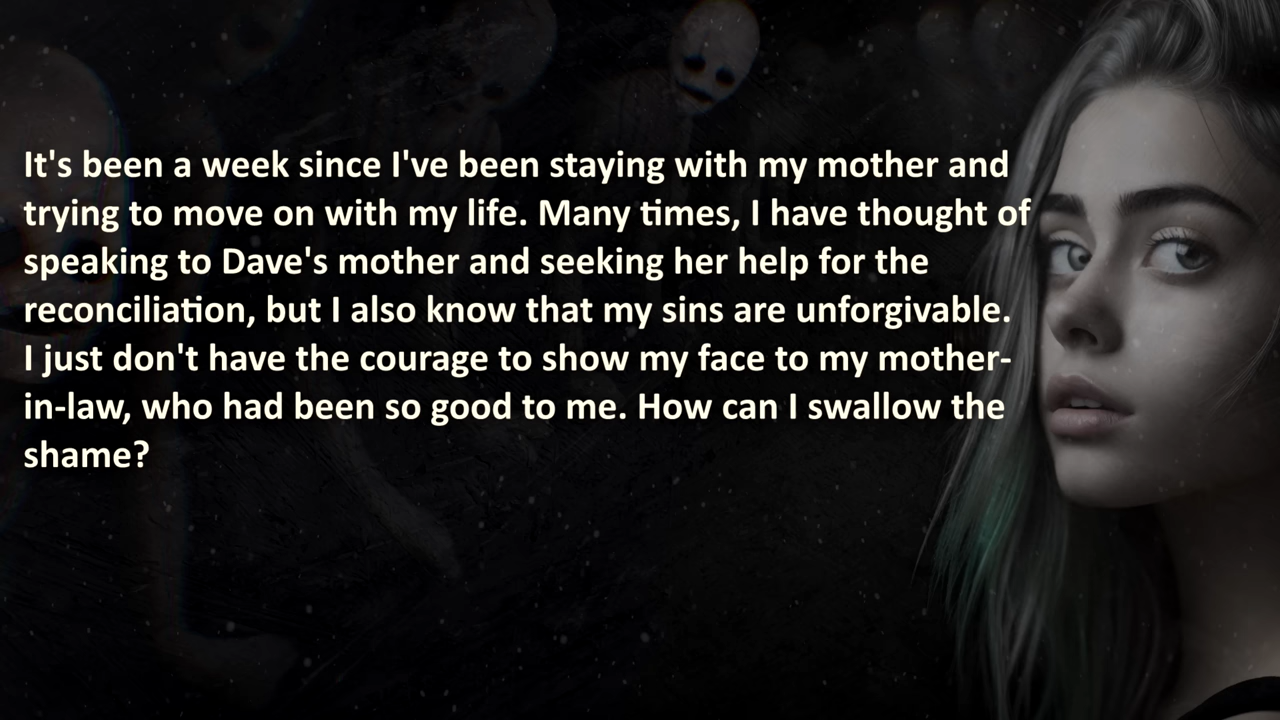 It's been a week since I've been staying with my mother and
trying to move on with my life. Many times, I have thought of
speaking to Dave's mother and seeking her help for the
reconciliation, but I also know that my sins are unforgivable.
I just don't have the courage to show my face to my mother-
in-law, who had been so good to me. How can I swallow the
shame?